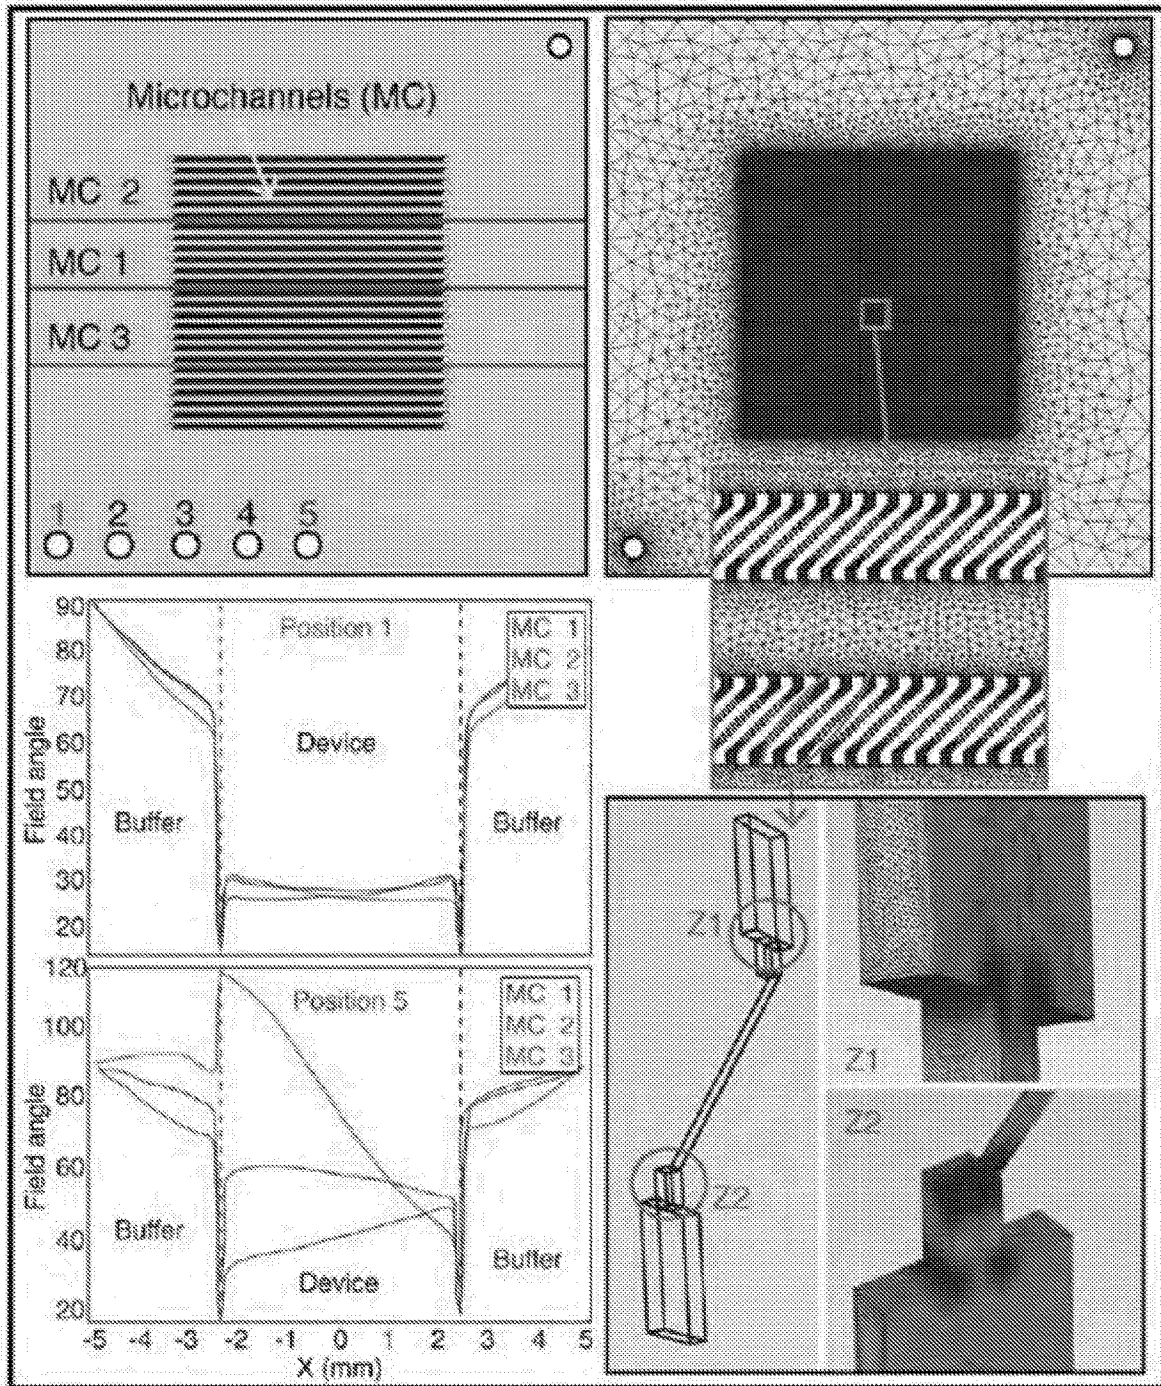 Microchannels (MC)
MC 2
MC 1
MC 3
1 2 3 4 5
90
80
70
60
50
40
30
20
Field angle
Position 1
MC 1
MC 2
MC 3
Device
Buffer
Buffer
120
100
80
60
40
20
Field angle
Position 5
MC 1
MC 2
MC 3
Buffer
Device
Buffer
-5 -4 -3 -2 -1 0 1 2 3 4 5
X (mm)
Z1
Z2
Z1
Z2